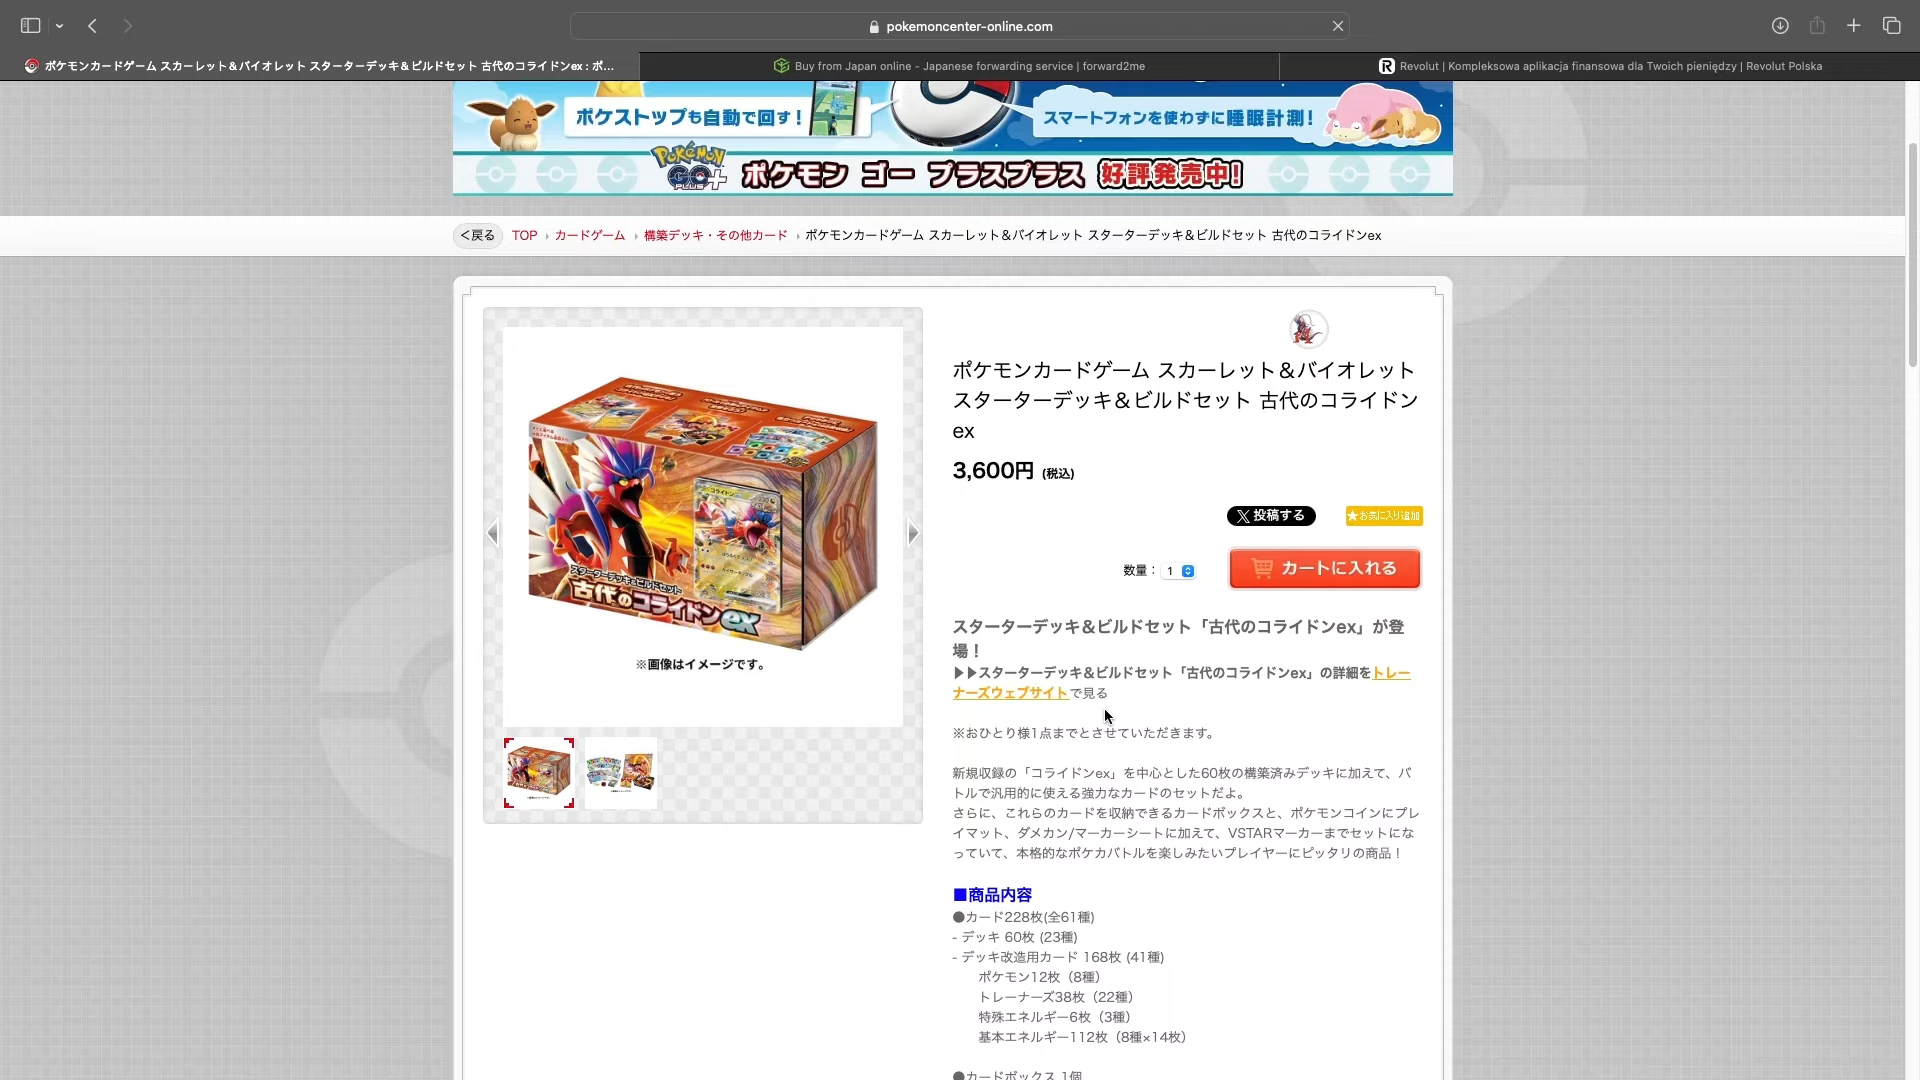 pokemoncenter-online.com
ポケモンカードゲーム スカーレット＆バイオレット スターターデッキ＆ビルドセット 古代のコライドンex : ポ...
Buy from Japan online - Japanese forwarding service | forward2me
Revolut | Kompleksowa aplikacja finansowa dla Twoich pieniędzy | Revolut Polska
ポケストップも自動で回す！
スマートフォンを使わずに睡眠計測！
Pokémon GO Plus +
ポケモン ゴー プラスプラス 好評発売中！
＜戻る TOP › カードゲーム › 構築デッキ・その他カード › ポケモンカードゲーム スカーレット＆バイオレット スターターデッキ＆ビルドセット 古代のコライドンex
コライドン
スターターデッキ&ビルドセット
古代のコライドンex
※画像はイメージです。
ポケモンカードゲーム スカーレット＆バイオレット
スターターデッキ＆ビルドセット 古代のコライドン
ex
3,600円 (税込)
X 投稿する
★お気に入り追加
数量： 1
カートに入れる
スターターデッキ＆ビルドセット「古代のコライドンex」が登
場！
▶▶スターターデッキ＆ビルドセット「古代のコライドンex」の詳細をトレー
ナーズウェブサイトで見る
※おひとり様1点までとさせていただきます。
新規収録の「コライドンex」を中心とした60枚の構築済みデッキに加えて、バ
トルで汎用的に使える強力なカードのセットだよ。
さらに、これらのカードを収納できるカードボックスと、ポケモンコインにプレ
イマット、ダメカン/マーカーシートに加えて、VSTARマーカーまでセットにな
っていて、本格的なポケカバトルを楽しみたいプレイヤーにピッタリの商品！
■商品内容
●カード228枚(全61種)
- デッキ 60枚 (23種)
- デッキ改造用カード 168枚 (41種)
ポケモン12枚（8種）
トレーナーズ38枚（22種）
特殊エネルギー6枚（3種）
基本エネルギー112枚（8種×14枚）
●カードボックス 1個